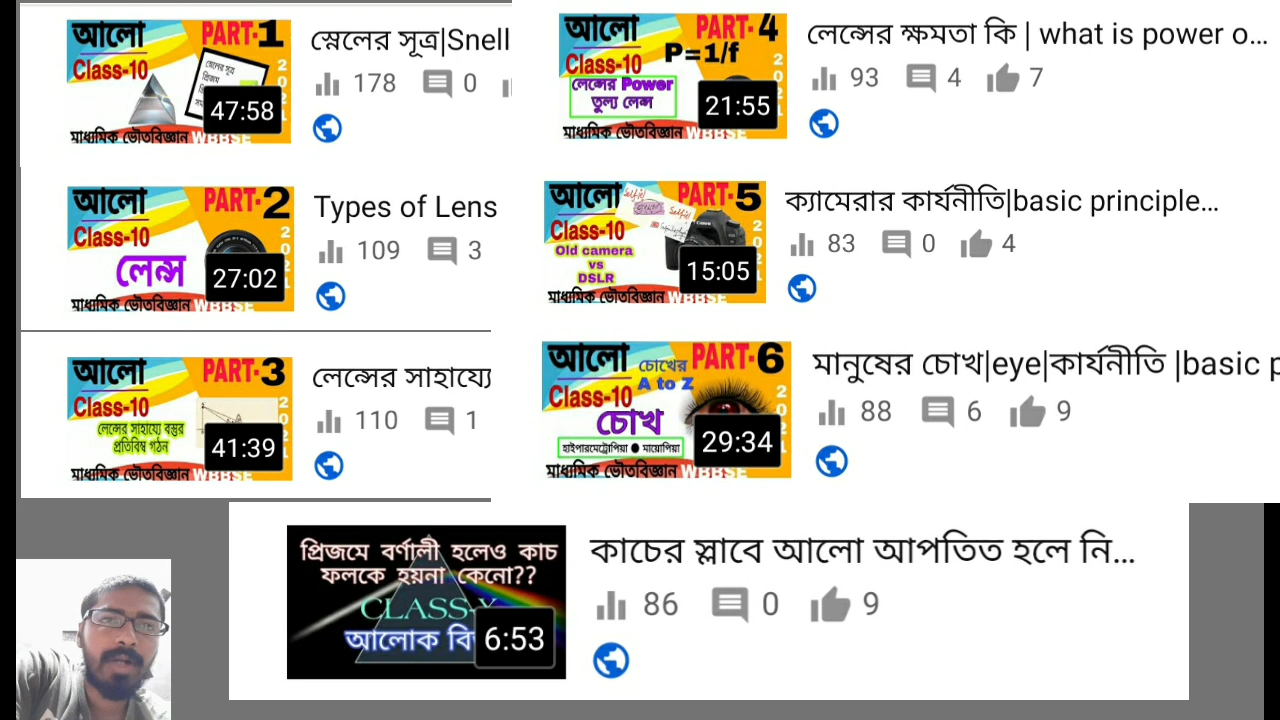 আলো
PART-1
Class-10
2021
স্নেলের সূত্র
প্রিজম
47:58
মাধ্যমিক ভৌতবিজ্ঞান WBBSE
স্নেলের সূত্র|Snell
178
0
আলো
PART-2
Class-10
লেন্স
27:02
মাধ্যমিক ভৌতবিজ্ঞান WBBSE
Types of Lens
109
3
আলো
PART-3
Class-10
লেন্সের সাহায্যে বস্তুর
প্রতিবিম্ব গঠন
41:39
মাধ্যমিক ভৌতবিজ্ঞান WBBSE
লেন্সের সাহায্যে
110
1
আলো
PART-4
P=1/f
Class-10
লেন্সের Power
তুল্য লেন্স
21:55
মাধ্যমিক ভৌতবিজ্ঞান WBBSE
লেন্সের ক্ষমতা কি | what is power o...
93
4
7
আলো
PART-5
Class-10
Old camera
vs
DSLR
15:05
মাধ্যমিক ভৌতবিজ্ঞান WBBSE
ক্যামেরার কার্যনীতি|basic principle...
83
0
4
আলো
চোখের
A to Z
PART-6
Class-10
চোখ
হাইপারমেট্রোপিয়া ● মায়োপিয়া
29:34
মাধ্যমিক ভৌতবিজ্ঞান WBBSE
মানুষের চোখ|eye|কার্যনীতি |basic p
88
6
9
প্রিজমে বর্ণালী হলেও কাচ
ফলকে হয়না কেনো??
CLASS-X
আলোক বি
6:53
কাচের স্লাবে আলো আপতিত হলে নি...
86
0
9